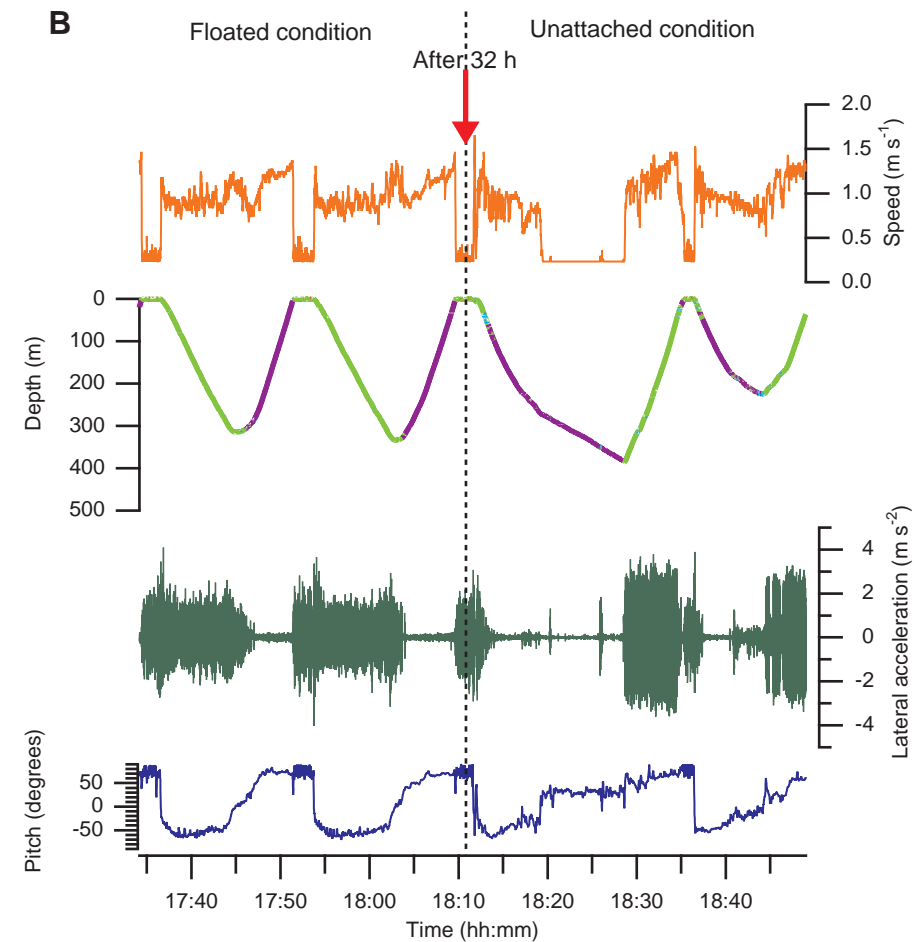 B
Floated condition
Unattached condition
After 32 h
2.0
1.5
1.0
0.5
0.0
Speed (m s-1)
0
100
200
300
400
500
Depth (m)
4
2
0
-2
-4
Lateral acceleration (m s-2)
50
0
-50
Pitch (degrees)
17:40 17:50 18:00 18:10 18:20 18:30 18:40
Time (hh:mm)